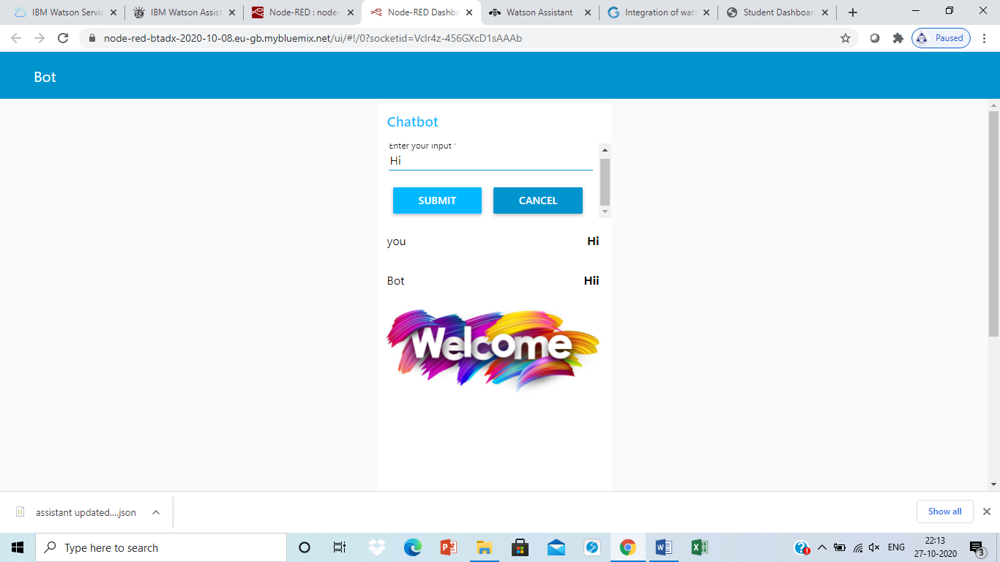 IBM Watson Servic
IBM Watson Assist
Node-RED : node-
Node-RED Dashbo
Watson Assistant
Integration of wat
Student Dashboar
node-red-btadx-2020-10-08.eu-gb.mybluemix.net/ui/#!/0?socketid=Vclr4z-456GXcD1sAAAb
Paused
Bot
Chatbot
Enter your input *
Hi
SUBMIT
CANCEL
you
Hi
Bot
Hii
Welcome
assistant updated....json
Show all
Type here to search
ENG
22:13
27-10-2020
3